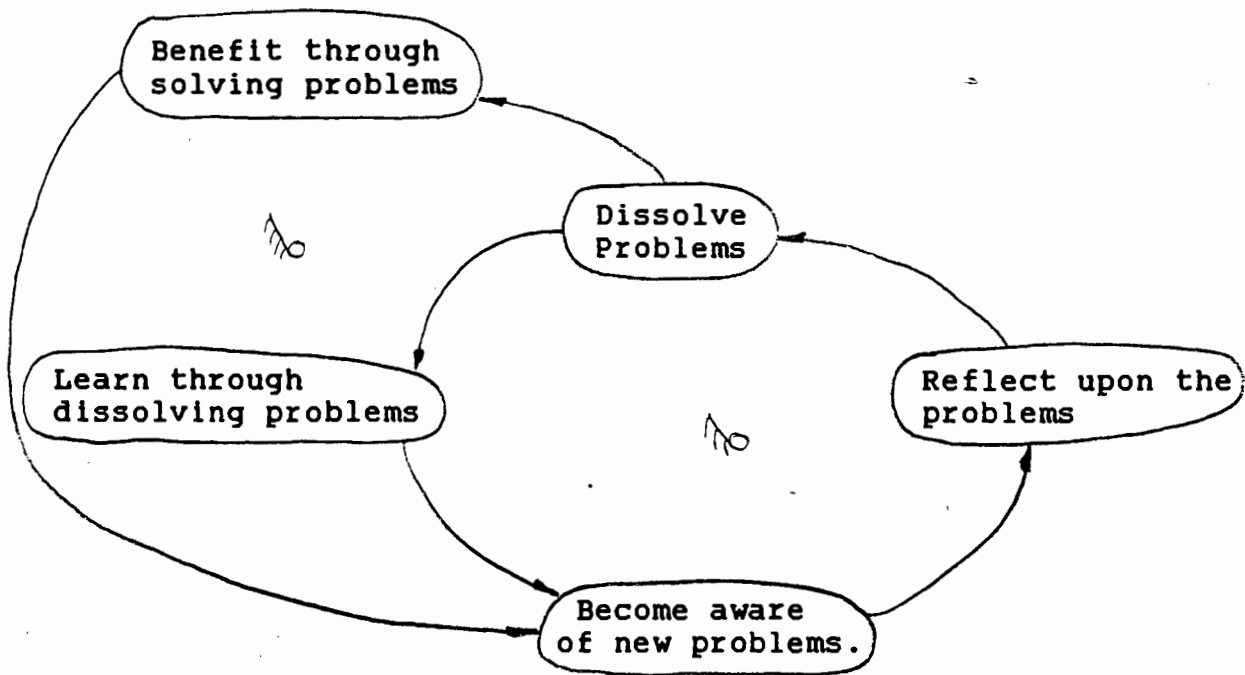 Benefit through
solving problems
Dissolve
Problems
Learn through
dissolving problems
Reflect upon the
problems
Become aware
of new problems.